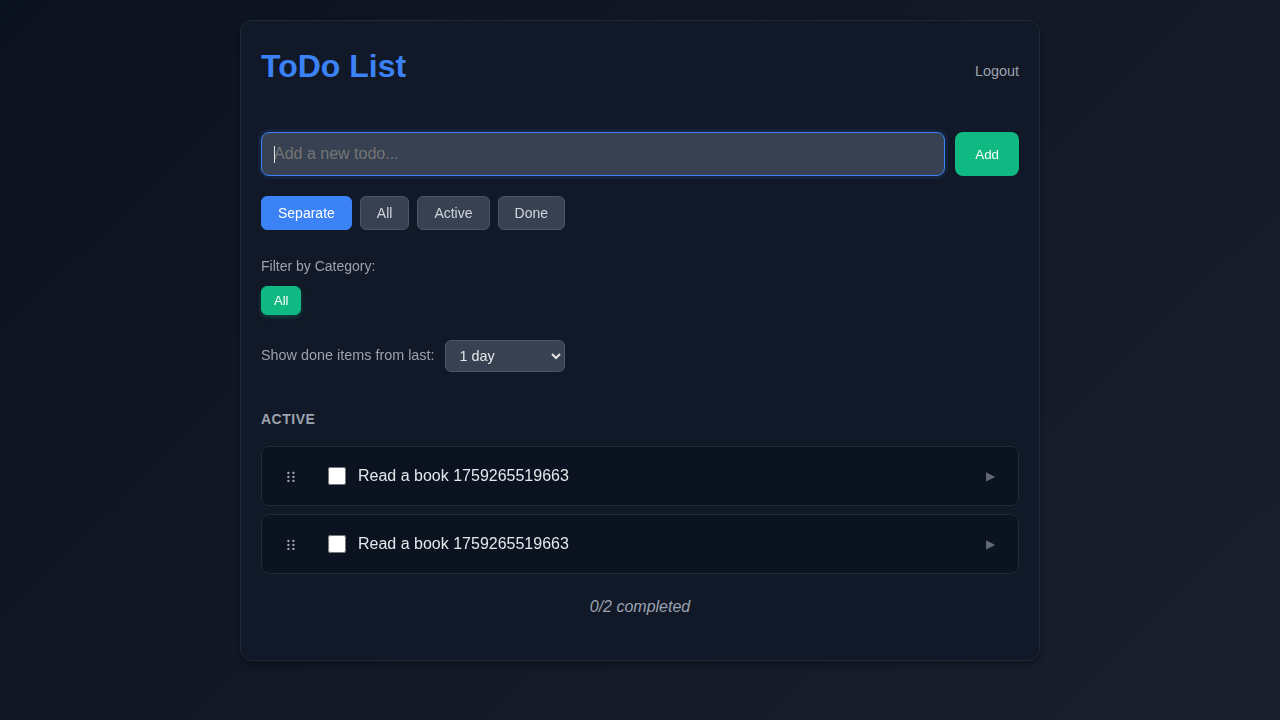 ToDo List
Logout
Add a new todo...
Add
Separate All Active Done
Filter by Category:
All
Show done items from last: 1 day
ACTIVE
Read a book 1759265519663
Read a book 1759265519663
0/2 completed